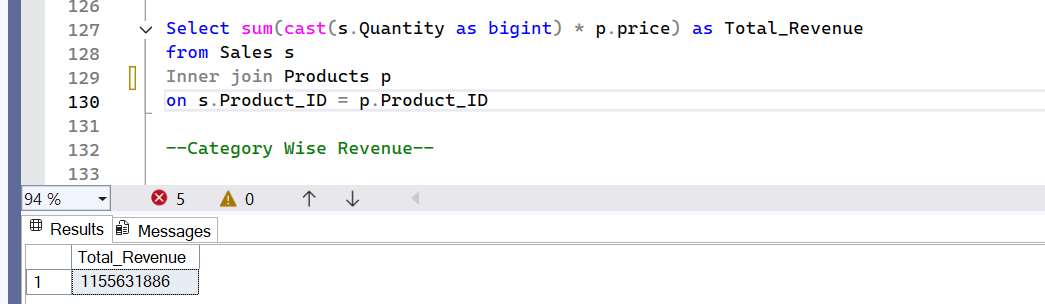 126
127 Select sum(cast(s.Quantity as bigint) * p.price) as Total_Revenue
128 from Sales s
129 Inner join Products p
130 on s.Product_ID = p.Product_ID
131
132 --Category Wise Revenue--
133
94 % 5 0
Results Messages
Total_Revenue
1 1155631886